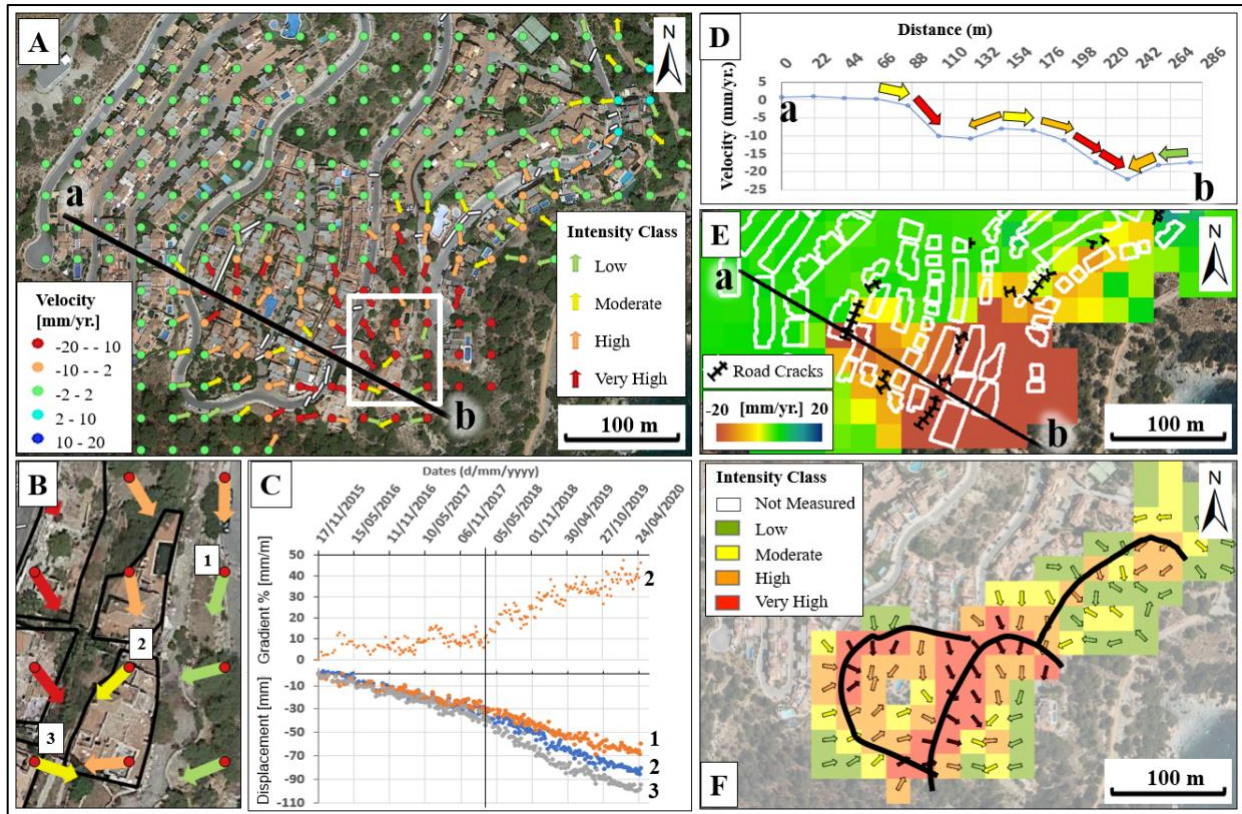 A
N
a
b
Velocity
[mm/yr.]
-20 - - 10
-10 - - 2
-2 - 2
2 - 10
10 - 20
Intensity Class
Low
Moderate
High
Very High
100 m
B
1
2
3
C
Dates (d/mm/yyyy)
17/11/2015
15/05/2016
11/11/2016
10/05/2017
06/11/2017
05/05/2018
01/11/2018
30/04/2019
27/10/2019
24/04/2020
Gradient % [mm/m]
50
40
30
20
10
0
2
Displacement [mm]
-10
-30
-50
-70
-90
-110
1
2
3
D
Distance (m)
0 22 44 66 88 110 132 154 176 198 220 242 264 286
Velocity (mm/yr.)
5
0
-5
-10
-15
-20
-25
a
b
E
N
a
b
Road Cracks
-20 [mm/yr.] 20
100 m
F
N
Intensity Class
Not Measured
Low
Moderate
High
Very High
100 m